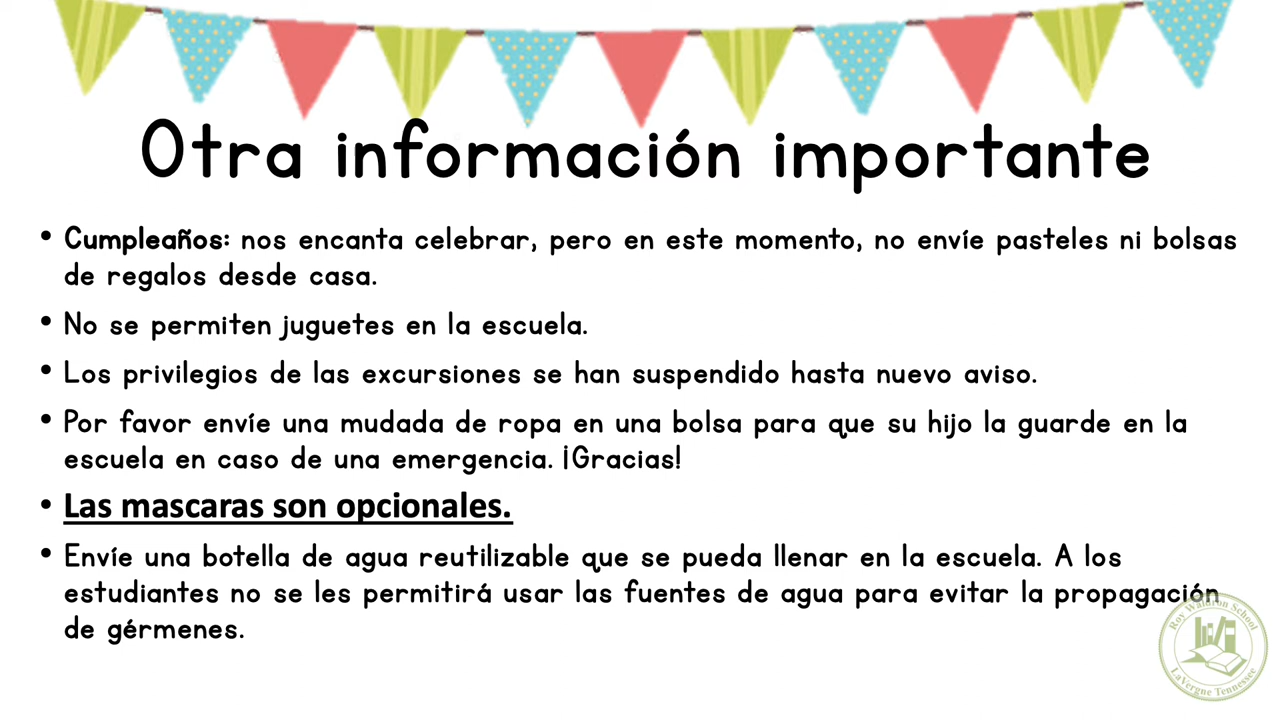 Otra información importante
• Cumpleaños: nos encanta celebrar, pero en este momento, no envíe pasteles ni bolsas
de regalos desde casa.
• No se permiten juguetes en la escuela.
• Los privilegios de las excursiones se han suspendido hasta nuevo aviso.
• Por favor envíe una mudada de ropa en una bolsa para que su hijo la guarde en la
escuela en caso de una emergencia. ¡Gracias!
• Las mascaras son opcionales.
• Envíe una botella de agua reutilizable que se pueda llenar en la escuela. A los
estudiantes no se les permitirá usar las fuentes de agua para evitar la propagación
de gérmenes.
Roy Waldron School
LaVergne Tennessee